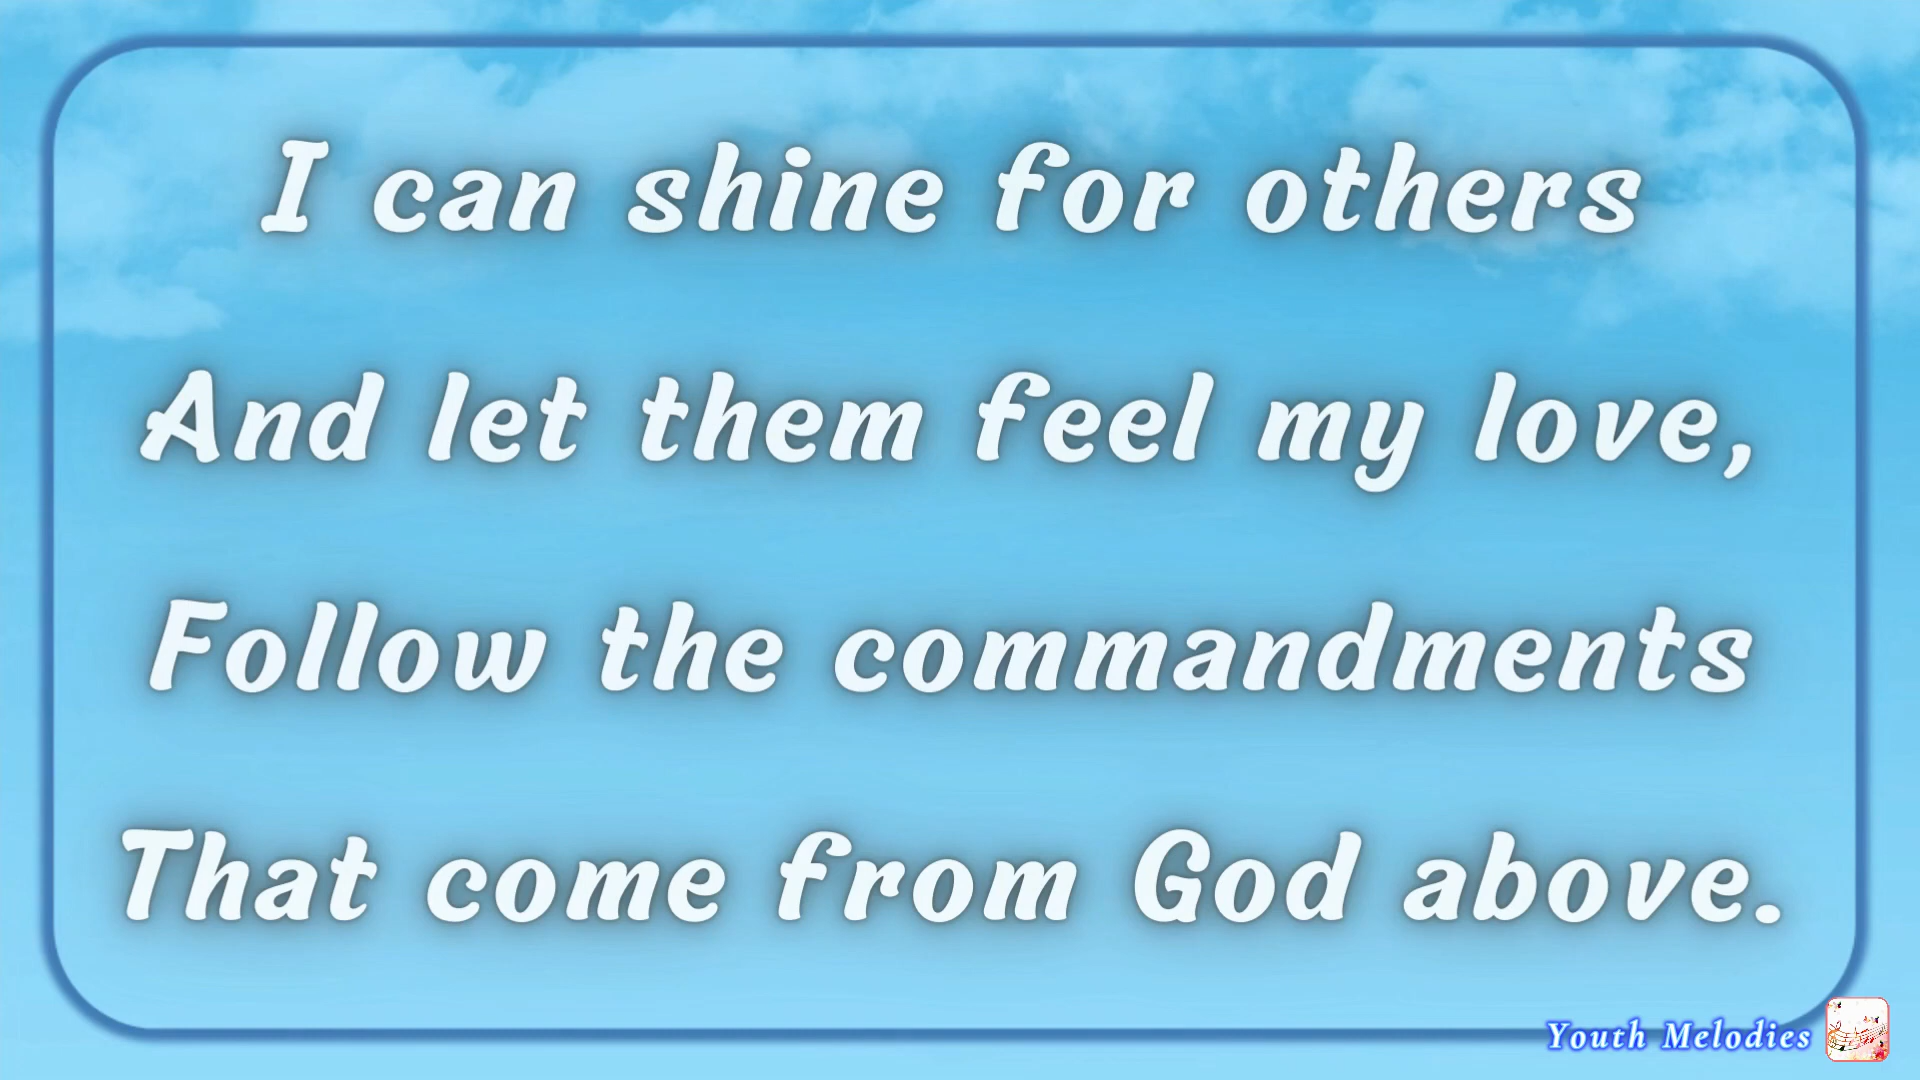 I can shine for others
And let them feel my love,
Follow the commandments
That come from God above.
Youth Melodies